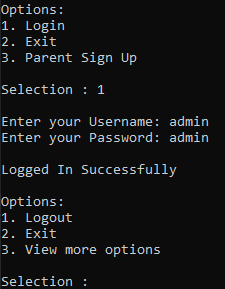 Options:
1. Login
2. Exit
3. Parent Sign Up
Selection : 1
Enter your Username: admin
Enter your Password: admin
Logged In Successfully
Options:
1. Logout
2. Exit
3. View more options
Selection :